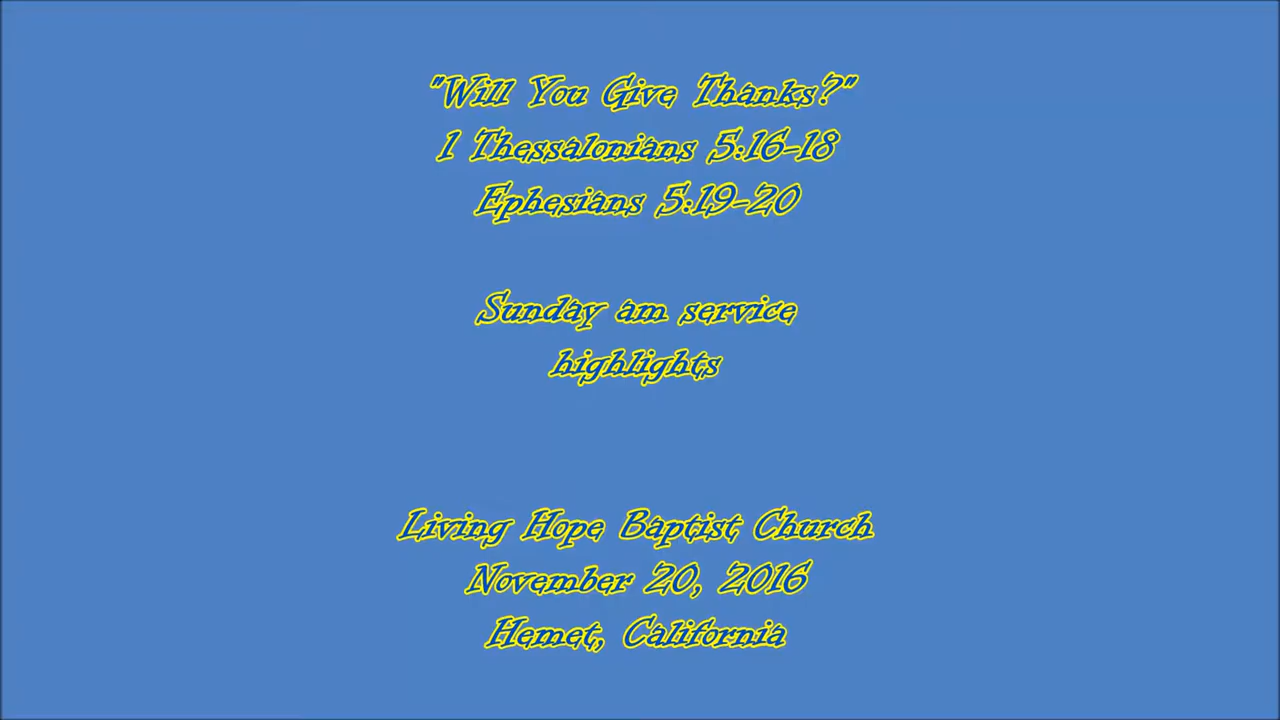 "Will You Give Thanks?"
1 Thessalonians 5:16-18
Ephesians 5:19-20
Sunday am service
highlights
Living Hope Baptist Church
November 20, 2016
Hemet, California